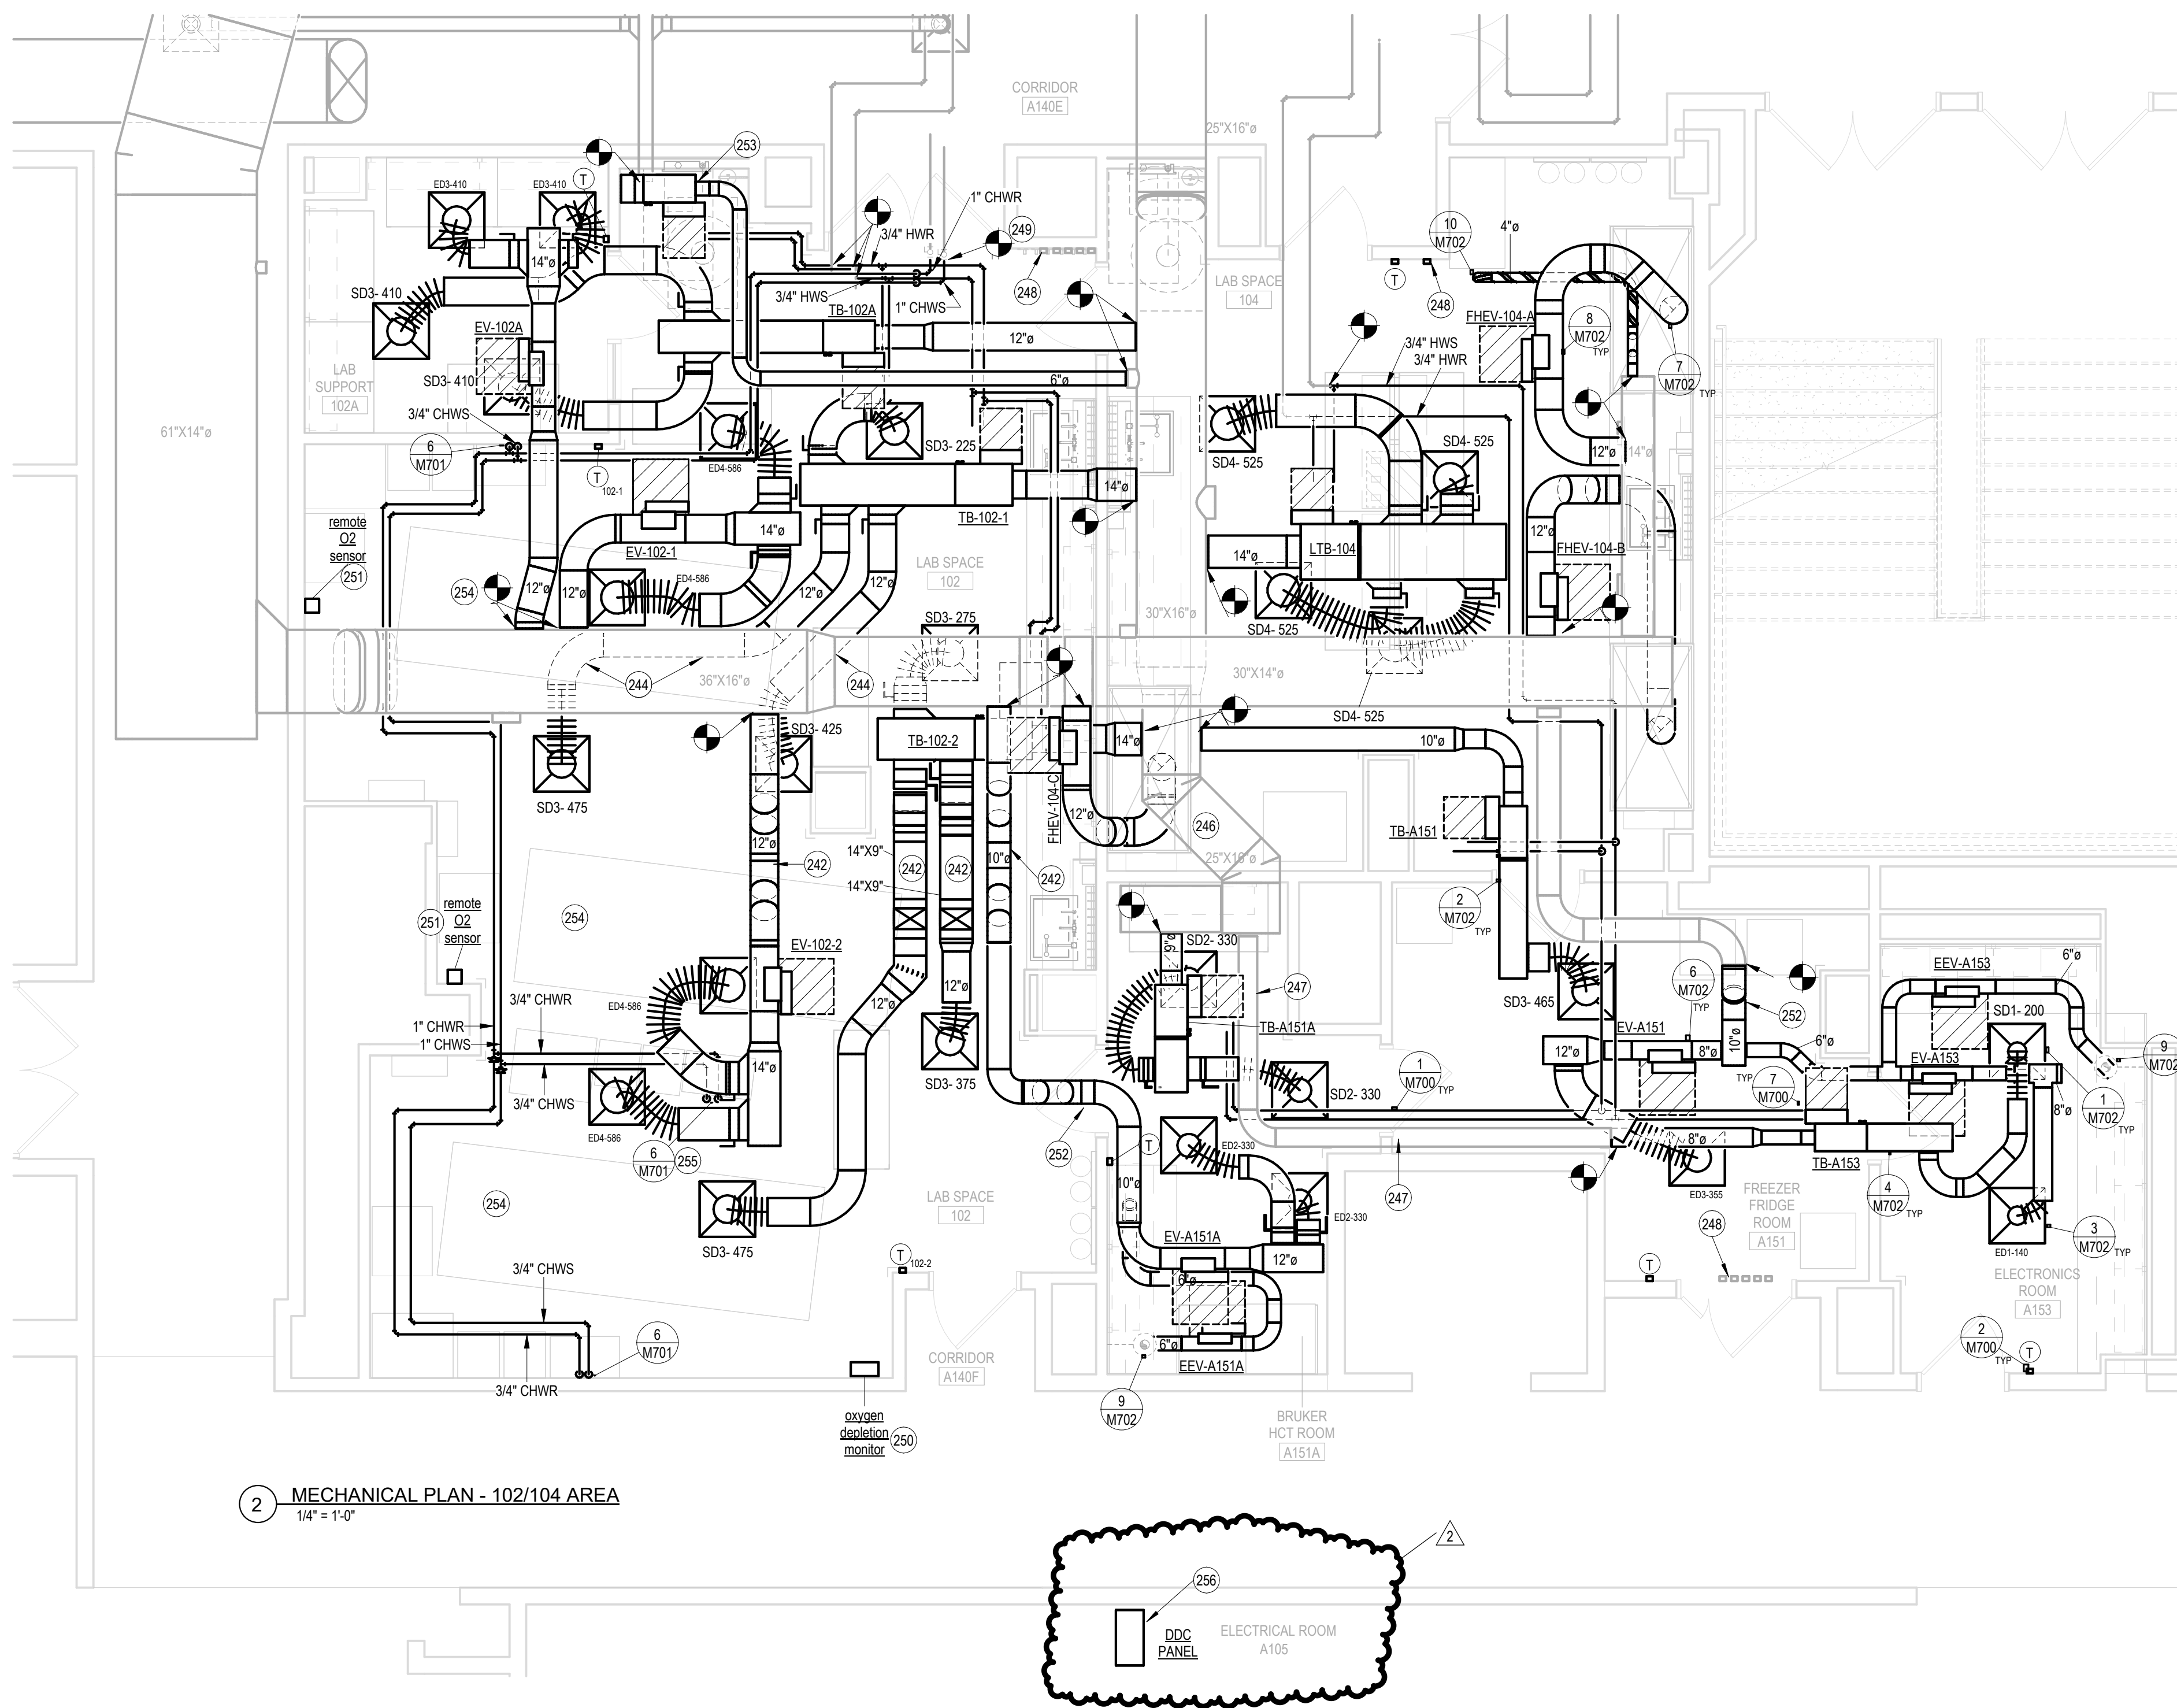 CORRIDOR
A140E
25"X16"ø
253
ED3-410
ED3-410
T
1" CHWR
3/4" HWR
249
10
M702
4"ø
14"ø
SD3- 410
248
LAB SPACE
104
T
248
3/4" HWS
1" CHWS
TB-102A
EV-102A
FHEV-104-A
8
M702
TYP
12"ø
3/4" HWS
3/4" HWR
7
M702
TYP
LAB
SUPPORT
102A
SD3- 410
6"ø
3/4" CHWS
61"X14"ø
6
M701
ED4-586
SD3- 225
SD4- 525
SD4- 525
12"ø
14"ø
T
102-1
14"ø
TB-102-1
remote
O2
sensor
251
14"ø
EV-102-1
12"ø
FHEV-104-B
14"ø
LTB-104
LAB SPACE
102
254
12"ø
12"ø
ED4-586
12"ø
12"ø
30"X16"ø
SD3- 275
SD4- 525
244
36"X16"ø
244
30"X14"ø
SD4- 525
SD3- 425
TB-102-2
14"ø
10"ø
SD3- 475
FHEV-104-C
12"ø
246
TB-A151
25"X16"ø
12"ø
242
14"X9"
242
242
10"ø
242
14"X9"
2
M702
TYP
remote
O2
sensor
251
254
EV-102-2
9"ø
SD2- 330
EEV-A153
6"ø
247
SD3- 465
6
M702
TYP
252
SD1- 200
3/4" CHWR
ED4-586
12"ø
12"ø
1" CHWR
1" CHWS
TB-A151A
EV-A151
12"ø
8"ø
10"ø
6"ø
EV-A153
9
M702
14"ø
SD3- 375
1
M700
TYP
TYP
7
M700
SD2- 330
3/4" CHWS
8"ø
1
M702
TYP
ED4-586
6
M701
255
252
T
ED2-330
247
8"ø
ED3-355
TB-A153
4
M702
TYP
254
LAB SPACE
102
10"ø
ED2-330
FREEZER
FRIDGE
ROOM
A151
248
3
M702
TYP
ED1-140
SD3- 475
T
102-2
EV-A151A
12"ø
6"ø
T
3/4" CHWS
ELECTRONICS
ROOM
A153
6
M701
CORRIDOR
A140F
6"ø
EEV-A151A
2
M700
TYP
T
3/4" CHWR
9
M702
oxygen
depletion
monitor
250
BRUKER
HCT ROOM
A151A
2
MECHANICAL PLAN - 102/104 AREA
1/4" = 1'-0"
2
256
DDC
PANEL
ELECTRICAL ROOM
A105